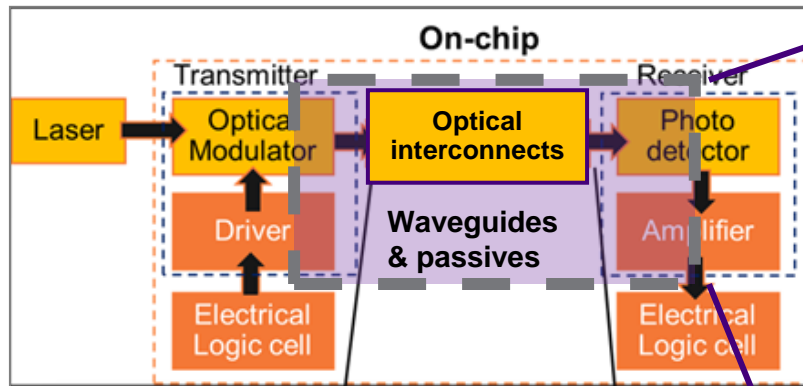 On-chip
Transmitter
Receiver
Laser
Optical
Modulator
Optical
interconnects
Photo
detector
Driver
Waveguides
& passives
Amplifier
Electrical
Logic cell
Electrical
Logic cell